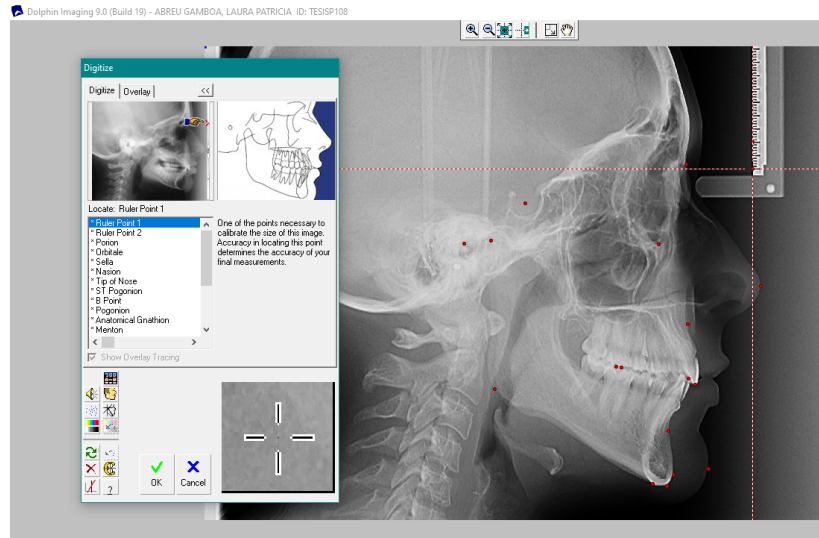 Dolphin Imaging 9.0 (Build 19) - ABREU GAMBOA, LAURA PATRICIA  ID: TESISP108
Digitize
Digitize
Overlay
<<
Locate:  Ruler Point 1
* Ruler Point 1
* Ruler Point 2
* Porion
* Orbitale
* Sella
* Nasion
* Tip of Nose
* ST Pogonion
* B Point
* Pogonion
* Anatomical Gnathion
* Menton
One of the points necessary to
calibrate the size of this image.
Accuracy in locating this point
determines the accuracy of your
final measurements.
Show Overlay Tracing
?
OK
Cancel